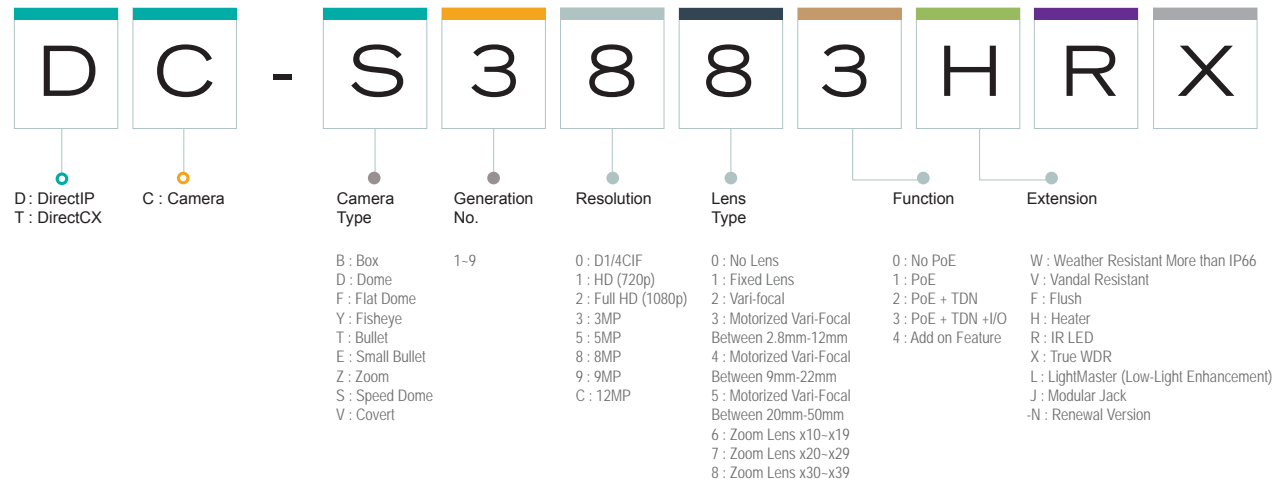 DC-S3883HRX
D : DirectIP
T : DirectCX
C : Camera
Camera
Type
B : Box
D : Dome
F : Flat Dome
Y : Fisheye
T : Bullet
E : Small Bullet
Z : Zoom
S : Speed Dome
V : Covert
Generation
No.
1~9
Resolution
0 : D1/4CIF
1 : HD (720p)
2 : Full HD (1080p)
3 : 3MP
5 : 5MP
8 : 8MP
9 : 9MP
C : 12MP
Lens
Type
0 : No Lens
1 : Fixed Lens
2 : Vari-focal
3 : Motorized Vari-Focal
Between 2.8mm-12mm
4 : Motorized Vari-Focal
Between 9mm-22mm
5 : Motorized Vari-Focal
Between 20mm-50mm
6 : Zoom Lens x10~x19
7 : Zoom Lens x20~x29
8 : Zoom Lens x30~x39
Function
0 : No PoE
1 : PoE
2 : PoE + TDN
3 : PoE + TDN +I/O
4 : Add on Feature
Extension
W : Weather Resistant More than IP66
V : Vandal Resistant
F : Flush
H : Heater
R : IR LED
X : True WDR
L : LightMaster (Low-Light Enhancement)
J : Modular Jack
-N : Renewal Version